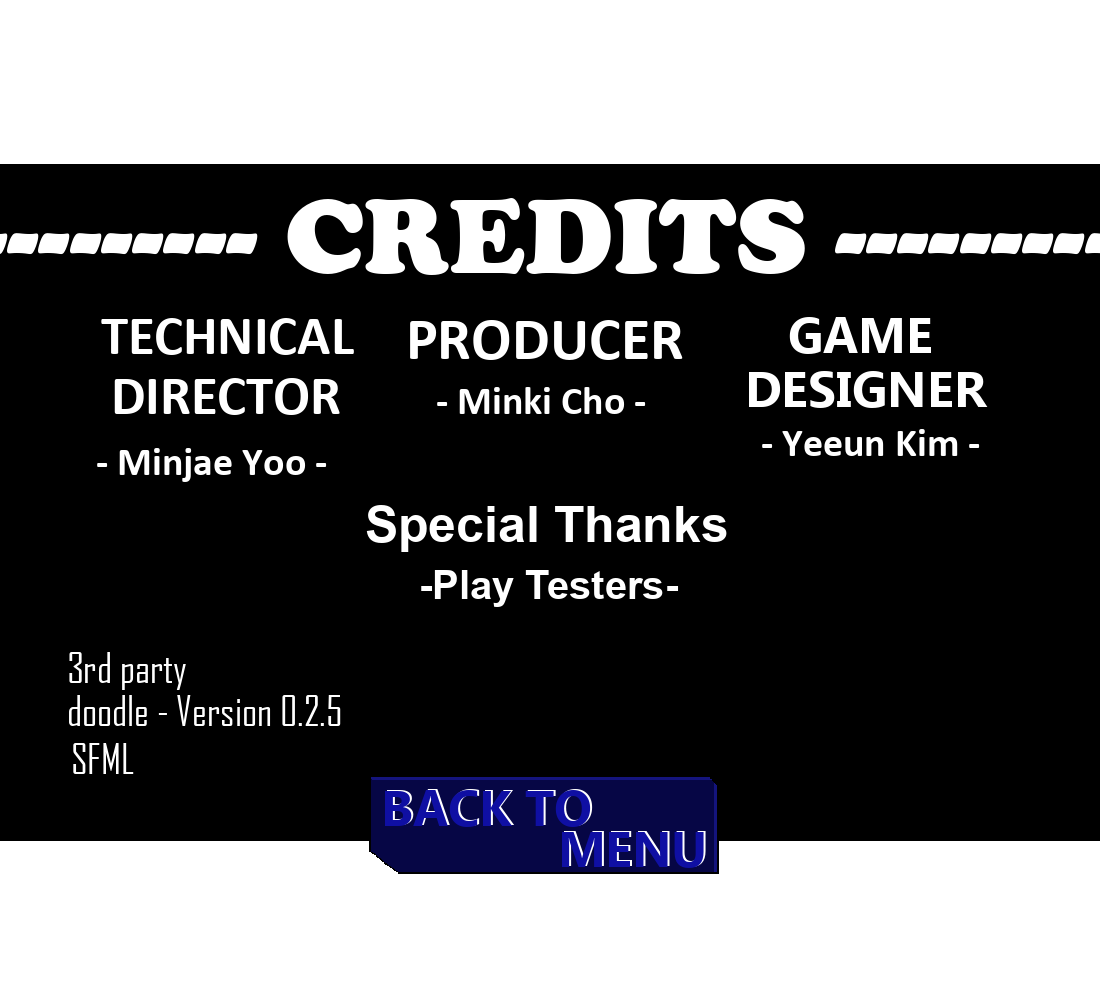 CREDITS
TECHNICAL
DIRECTOR
- Minjae Yoo -
PRODUCER
- Minki Cho -
GAME
DESIGNER
- Yeeun Kim -
Special Thanks
-Play Testers-
3rd party
doodle - Version 0.2.5
SFML
BACK TO
MENU